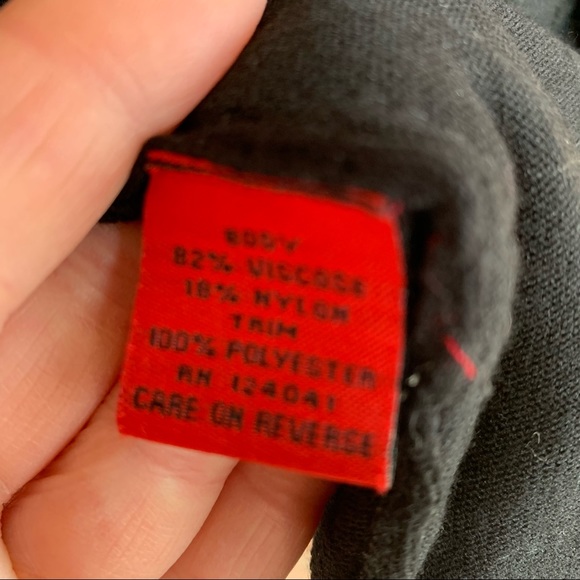 BODY
82% VISCOSE
18% NYLON
TRIM
100% POLYESTER
RN 124041
CARE ON REVERSE